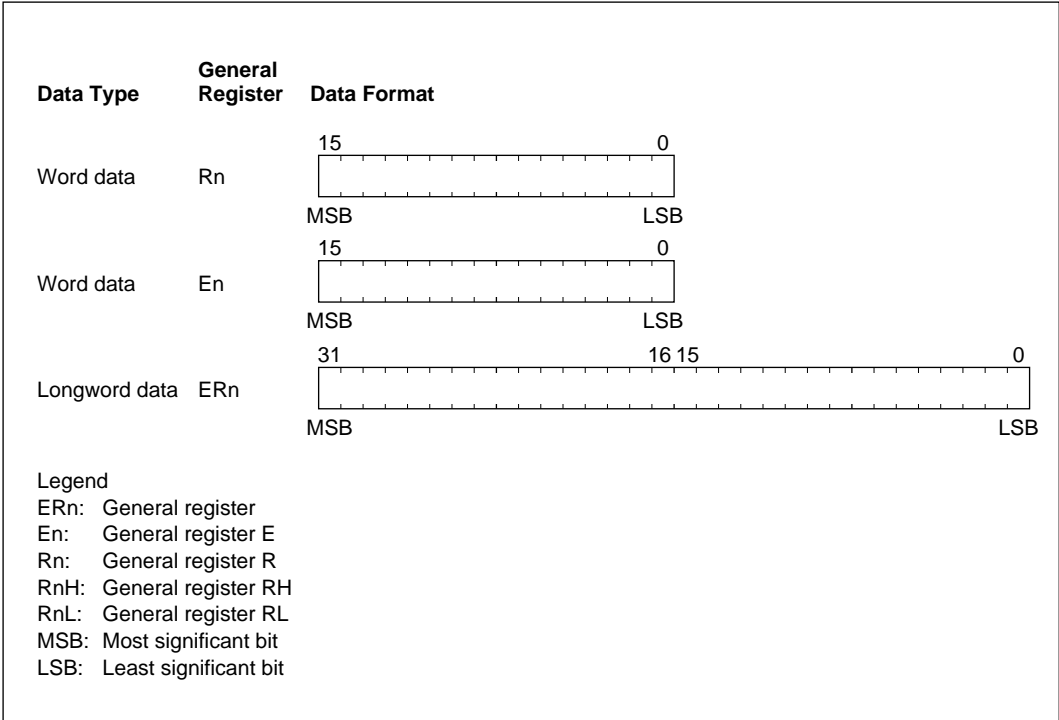 General
Data Type Register Data Format
15 0
Word data Rn
MSB LSB
15 0
Word data En
MSB LSB
31 16 15 0
Longword data ERn
MSB LSB
Legend
ERn: General register
En: General register E
Rn: General register R
RnH: General register RH
RnL: General register RL
MSB: Most significant bit
LSB: Least significant bit